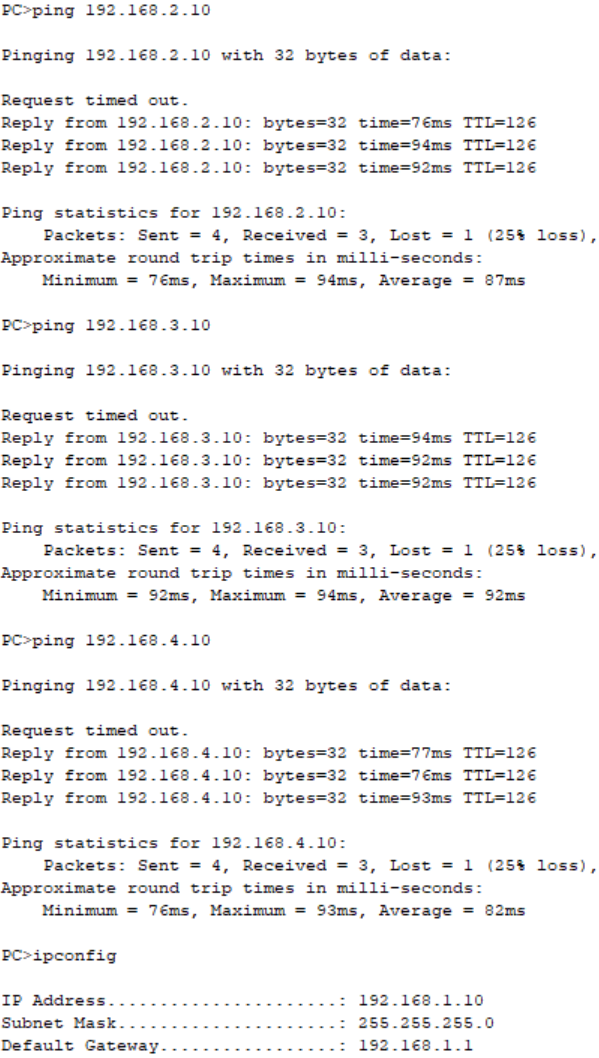 PC>ping 192.168.2.10
Pinging 192.168.2.10 with 32 bytes of data:
Request timed out.
Reply from 192.168.2.10: bytes=32 time=76ms TTL=126
Reply from 192.168.2.10: bytes=32 time=94ms TTL=126
Reply from 192.168.2.10: bytes=32 time=92ms TTL=126
Ping statistics for 192.168.2.10:
    Packets: Sent = 4, Received = 3, Lost = 1 (25% loss),
Approximate round trip times in milli-seconds:
    Minimum = 76ms, Maximum = 94ms, Average = 87ms
PC>ping 192.168.3.10
Pinging 192.168.3.10 with 32 bytes of data:
Request timed out.
Reply from 192.168.3.10: bytes=32 time=94ms TTL=126
Reply from 192.168.3.10: bytes=32 time=92ms TTL=126
Reply from 192.168.3.10: bytes=32 time=92ms TTL=126
Ping statistics for 192.168.3.10:
    Packets: Sent = 4, Received = 3, Lost = 1 (25% loss),
Approximate round trip times in milli-seconds:
    Minimum = 92ms, Maximum = 94ms, Average = 92ms
PC>ping 192.168.4.10
Pinging 192.168.4.10 with 32 bytes of data:
Request timed out.
Reply from 192.168.4.10: bytes=32 time=77ms TTL=126
Reply from 192.168.4.10: bytes=32 time=76ms TTL=126
Reply from 192.168.4.10: bytes=32 time=93ms TTL=126
Ping statistics for 192.168.4.10:
    Packets: Sent = 4, Received = 3, Lost = 1 (25% loss),
Approximate round trip times in milli-seconds:
    Minimum = 76ms, Maximum = 93ms, Average = 82ms
PC>ipconfig
IP Address......................: 192.168.1.10
Subnet Mask.....................: 255.255.255.0
Default Gateway.................: 192.168.1.1